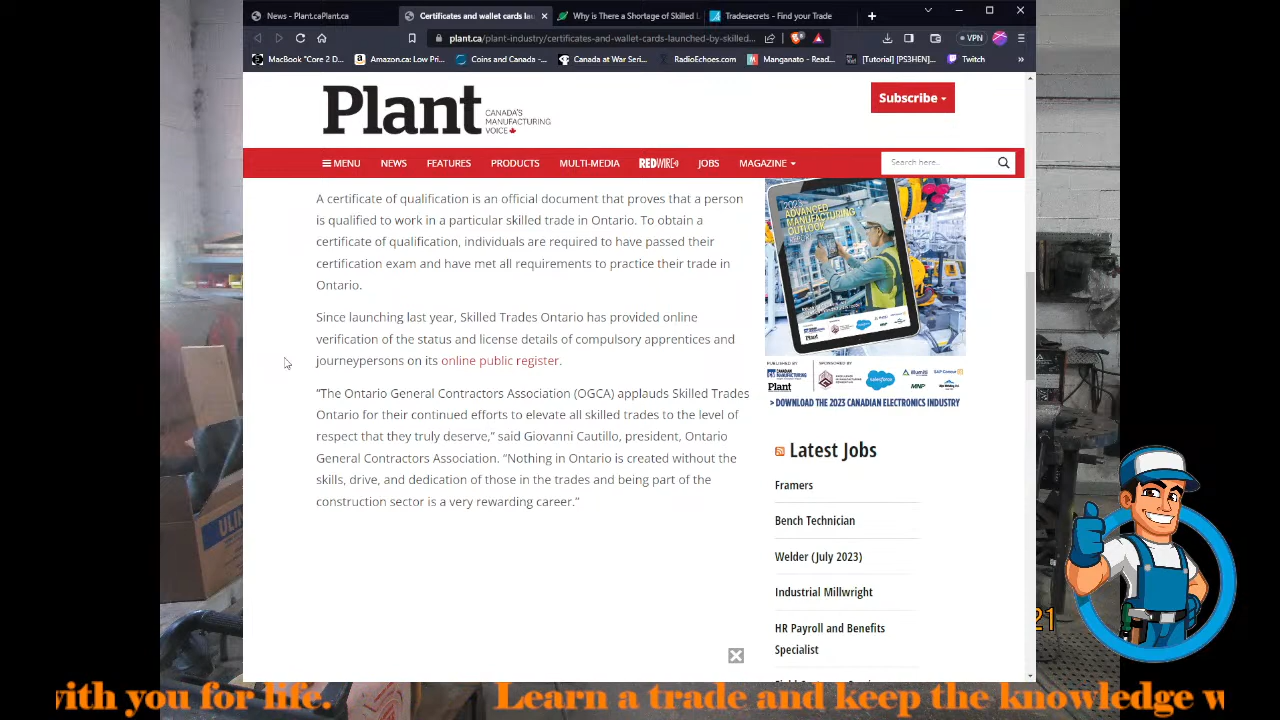 News - Plant.caPlant.ca
Certificates and wallet cards lau
Why is There a Shortage of Skilled L
Tradesecrets - Find your Trade
plant.ca/plant-industry/certificates-and-wallet-cards-launched-by-skilled...
VPN
MacBook "Core 2 D...
Amazon.ca: Low Pri...
Coins and Canada -...
Canada at War Seri...
RadioEchoes.com
Manganato - Read...
[Tutorial] [PS3HEN]...
Twitch
»
Plant
CANADA'S
MANUFACTURING
VOICE
Subscribe
MENU
NEWS
FEATURES
PRODUCTS
MULTI-MEDIA
REDWIRE
JOBS
MAGAZINE
Search here..
A certificate of qualification is an official document that proves that a person
is qualified to work in a particular skilled trade in Ontario. To obtain a
certificate of qualification, individuals are required to have passed their
certification exam and have met all requirements to practice their trade in
Ontario.
Since launching last year, Skilled Trades Ontario has provided online
verification of the status and license details of compulsory apprentices and
journeypersons on its online public register.
“The Ontario General Contractors Association (OGCA) applauds Skilled Trades
Ontario for their continued efforts to elevate all skilled trades to the level of
respect that they truly deserve,” said Giovanni Cautillo, president, Ontario
General Contractors Association. “Nothing in Ontario is created without the
skills, drive, and dedication of those in the trades and being part of the
construction sector is a very rewarding career.”
2023
ADVANCED
MANUFACTURING
OUTLOOK
REPORT
PUBLISHED BY
SPONSORED BY
Plant
salesforce
MNP
> DOWNLOAD THE 2023 CANADIAN ELECTRONICS INDUSTRY
Latest Jobs
Framers
Bench Technician
Welder (July 2023)
Industrial Millwright
HR Payroll and Benefits
Specialist
ULIN
21
with you for life.
Learn a trade and keep the knowledge w